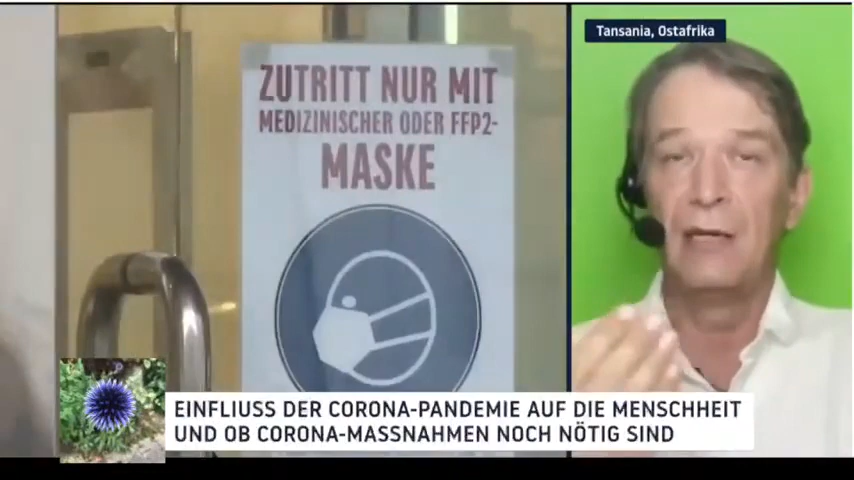 Tansania, Ostafrika
ZUTRITT NUR MIT
MEDIZINISCHER ODER FFP2-
MASKE
EINFLIUSS DER CORONA-PANDEMIE AUF DIE MENSCHHEIT
UND OB CORONA-MASSNAHMEN NOCH NÖTIG SIND